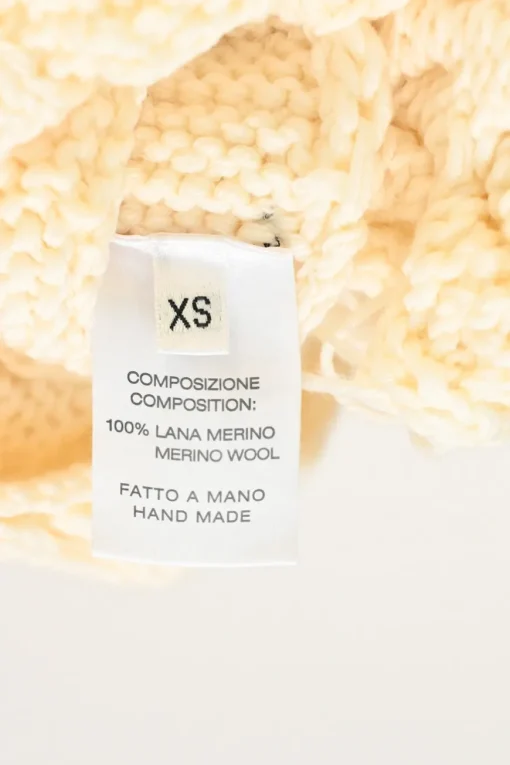 XS
COMPOSIZIONE
COMPOSITION:
100% LANA MERINO
MERINO WOOL
FATTO A MANO
HAND MADE